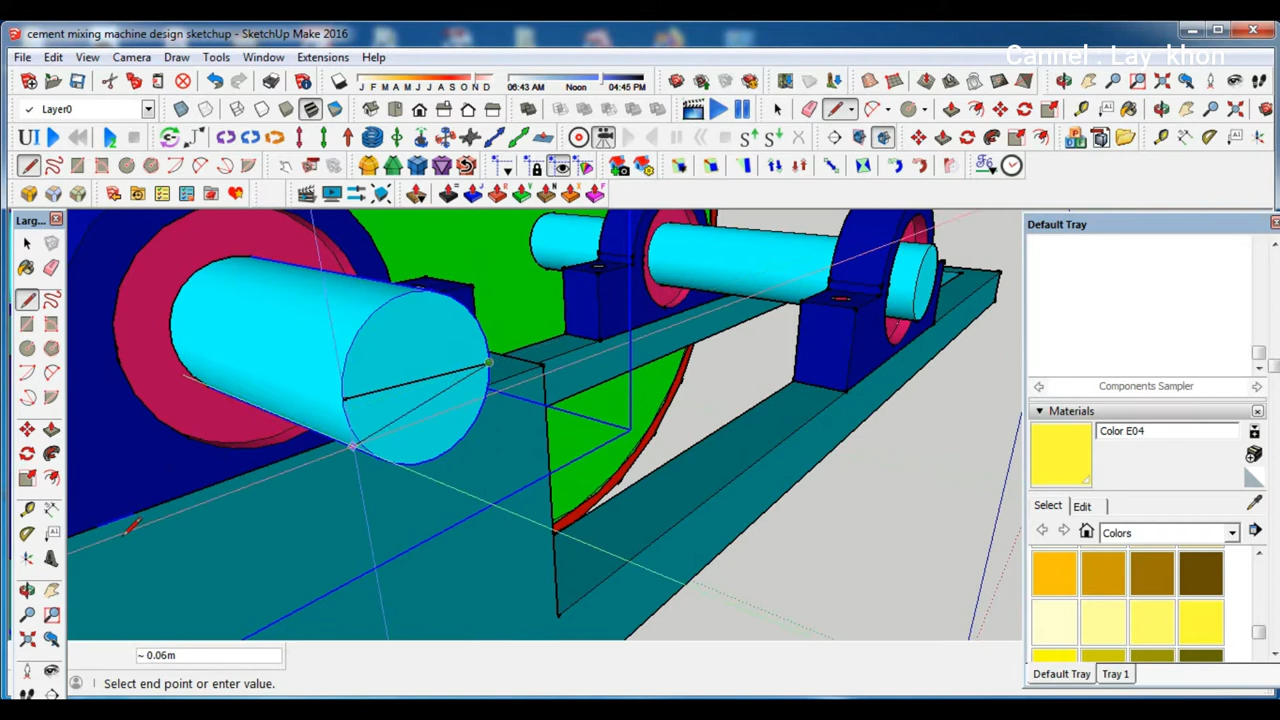 cement mixing machine design sketchup - SketchUp Make 2016
Cannel : Lay khon
File Edit View Camera Draw Tools Window Extensions Help
Layer0
J F M A M J J A S O N D
06:43 AM Noon 04:45 PM
UI
Larg...
Default Tray
Components Sampler
Materials
Color E04
Select Edit
Colors
~ 0.06m
Default Tray Tray 1
Select end point or enter value.